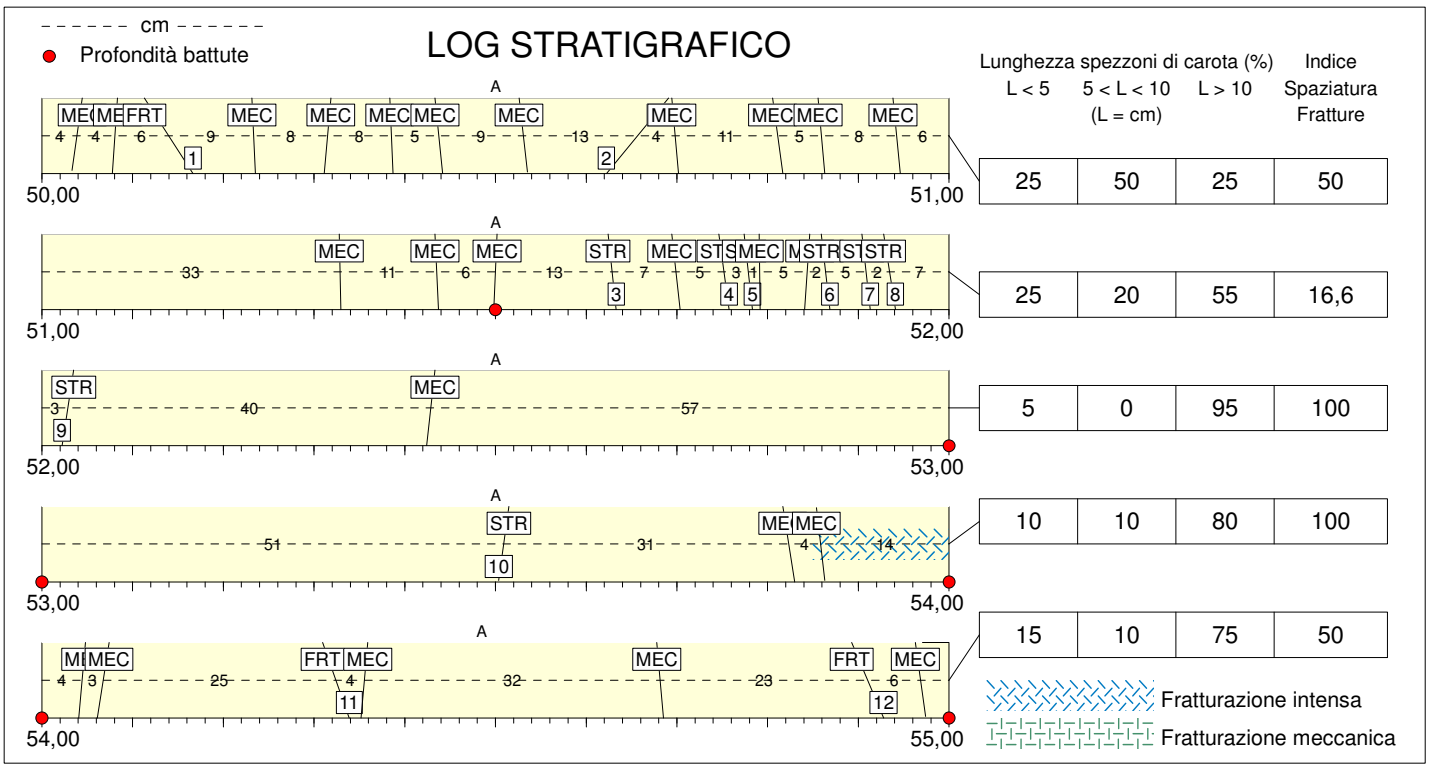 cm
Profondità battute
LOG STRATIGRAFICO
Lunghezza spezzoni di carota (%) Indice
L < 5 5 < L < 10 L > 10 Spaziatura
(L = cm) Fratture
A
MEC FRT MEC MEC MEC MEC MEC MEC MEC MEC MEC
4 4 6 9 8 8 5 9 13 4 11 5 8 6
1 2
50,00 51,00
25 50 25 50
A
MEC MEC MEC STR MEC MEC STR STR
33 11 6 13 7 5 3 1 5 2 5 2 7
3 4 5 6 7 8
51,00 52,00
25 20 55 16,6
A
STR MEC
3 40 57
9
52,00 53,00
5 0 95 100
A
STR MEC MEC
51 31 4 14
10
53,00 54,00
10 10 80 100
A
MEC FRT MEC MEC FRT MEC
4 3 25 4 32 23 6
11 12
54,00 55,00
15 10 75 50
Fratturazione intensa
Fratturazione meccanica